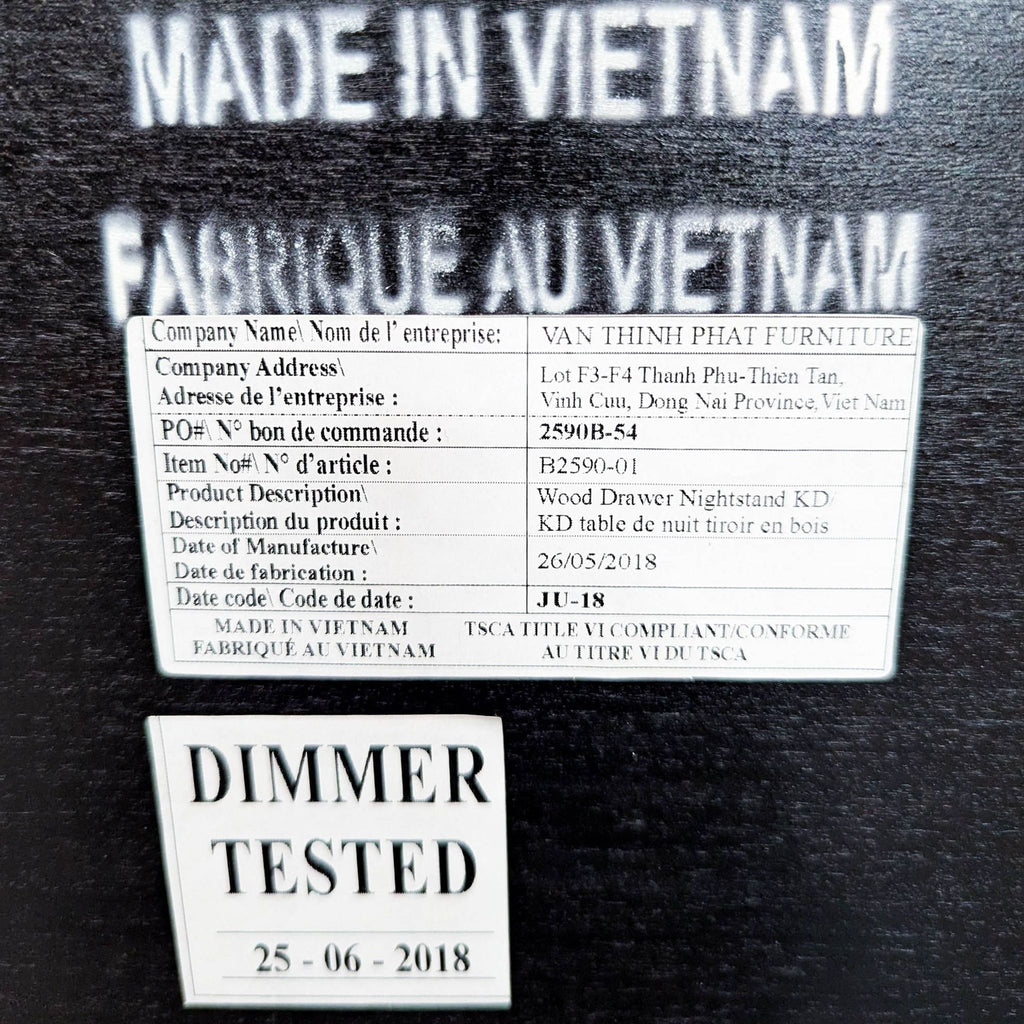 MADE IN VIETNAM
FABRIQUE AU VIETNAM
Company Name\ Nom de l' entreprise: VAN THINH PHAT FURNITURE
Company Address\
Adresse de l'entreprise :
Lot F3-F4 Thanh Phu-Thien Tan,
Vinh Cuu, Dong Nai Province, Viet Nam
PO#\ N° bon de commande : 2590B-54
Item No#\ N° d'article : B2590-01
Product Description\
Description du produit :
Wood Drawer Nightstand KD/
KD table de nuit tiroir en bois
Date of Manufacture\
Date de fabrication :
26/05/2018
Date code\ Code de date : JU-18
MADE IN VIETNAM
FABRIQUÉ AU VIETNAM
TSCA TITLE VI COMPLIANT/CONFORME
AU TITRE VI DU TSCA
DIMMER
TESTED
25 - 06 - 2018